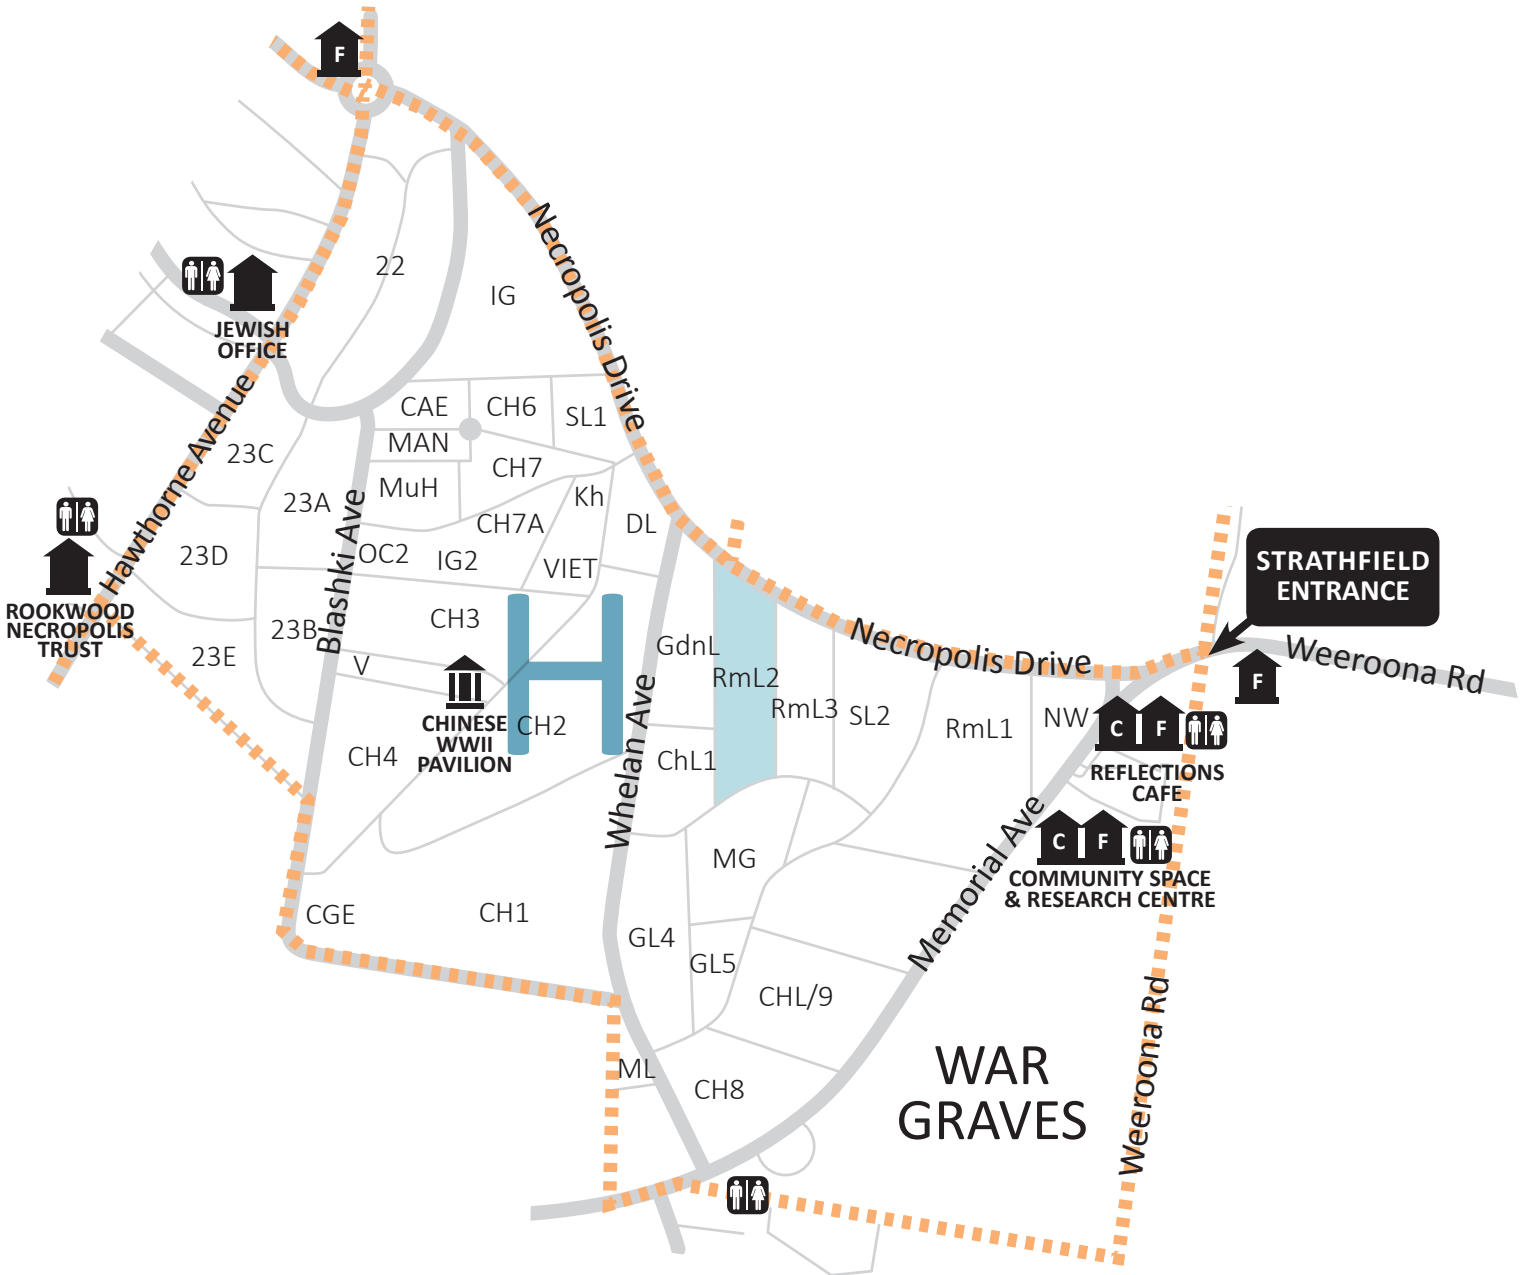 F
22
IG
Necropolis Drive
JEWISH
OFFICE
CAE
CH6
SL1
MAN
23C
Hawthorne Avenue
CH7
MuH
Kh
23A
Blashki Ave
CH7A
DL
OC2
IG2
VIET
23D
ROOKWOOD
NECROPOLIS
TRUST
STRATHFIELD
ENTRANCE
H
CH3
23B
23E
V
GdnL
RmL2
RmL3
SL2
Necropolis Drive
Weeroona Rd
F
RmL1
NW
C F
REFLECTIONS
CAFE
CHINESE
WWII
PAVILION
CH2
CH4
Whelan Ave
ChL1
MG
Memorial Ave
C F
COMMUNITY SPACE
& RESEARCH CENTRE
CGE
CH1
GL4
GL5
CHL/9
Weeroona Rd
WAR
GRAVES
ML
CH8